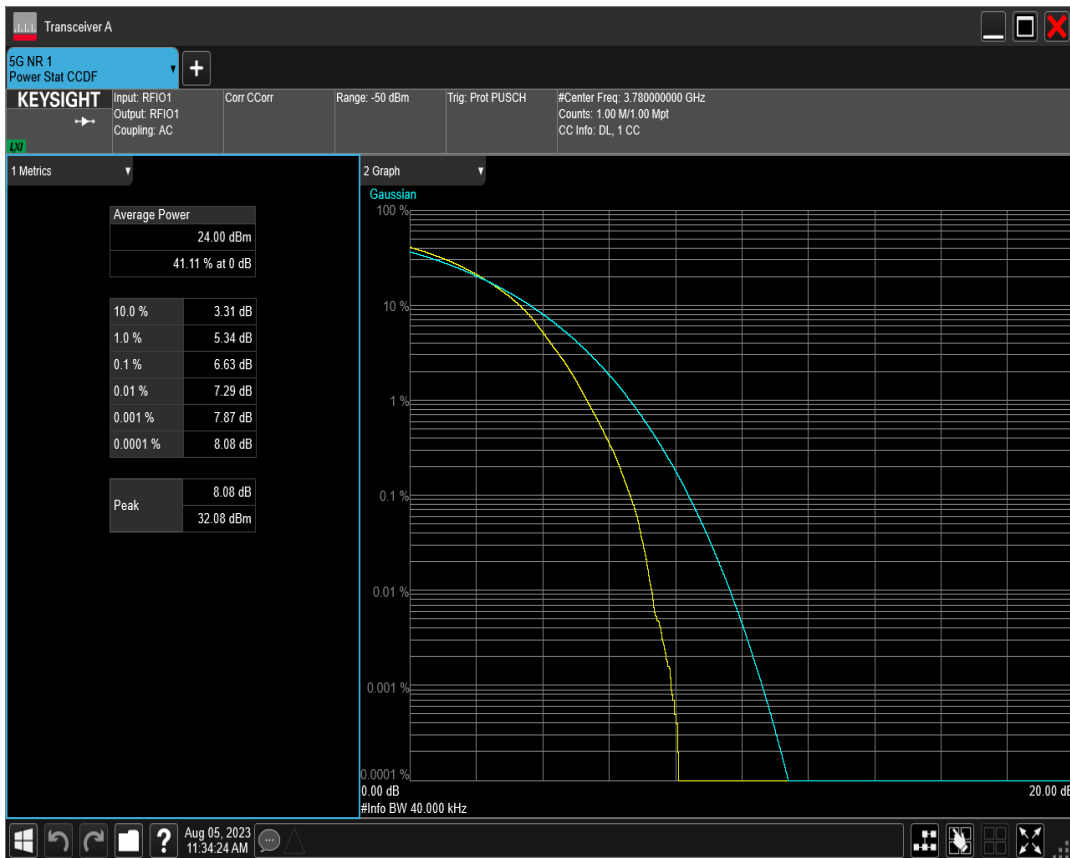 Transceiver A
5G NR 1
Power Stat CCDF
+
KEYSIGHT
LXI
Input: RFIO1
Output: RFIO1
Coupling: AC
Corr CCorr
Range: -50 dBm
Trig: Prot PUSCH
#Center Freq: 3.780000000 GHz
Counts: 1.00 M/1.00 Mpt
CC Info: DL, 1 CC
1 Metrics
Average Power
24.00 dBm
41.11 % at 0 dB
10.0 % 3.31 dB
1.0 % 5.34 dB
0.1 % 6.63 dB
0.01 % 7.29 dB
0.001 % 7.87 dB
0.0001 % 8.08 dB
Peak
8.08 dB
32.08 dBm
2 Graph
Gaussian
100 %
10 %
1 %
0.1 %
0.01 %
0.001 %
0.0001 %
0.00 dB 20.00 dB
#Info BW 40.000 kHz
?
Aug 05, 2023
11:34:24 AM